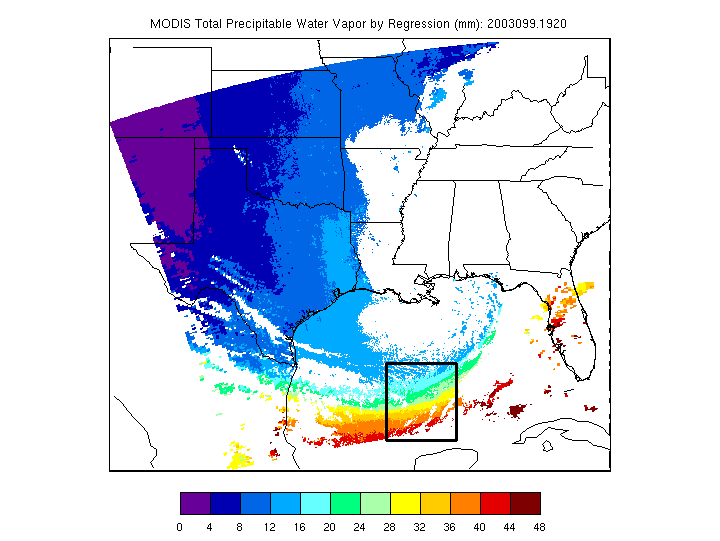 MODIS Total Precipitable Water Vapor by Regression (mm): 2003099.1920
0 4 8 12 16 20 24 28 32 36 40 44 48